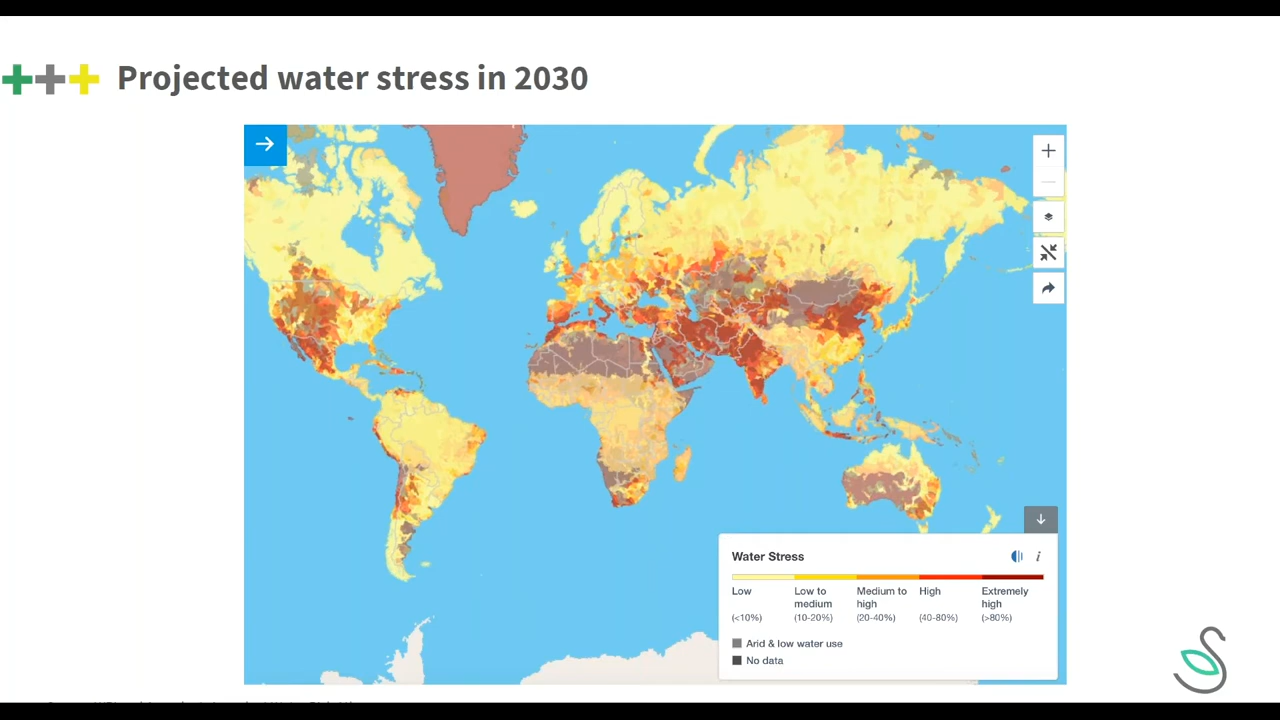 Projected water stress in 2030
Water Stress
Low
Low to
medium
Medium to
high
High
Extremely
high
(<10%)
(10-20%)
(20-40%)
(40-80%)
(>80%)
Arid & low water use
No data